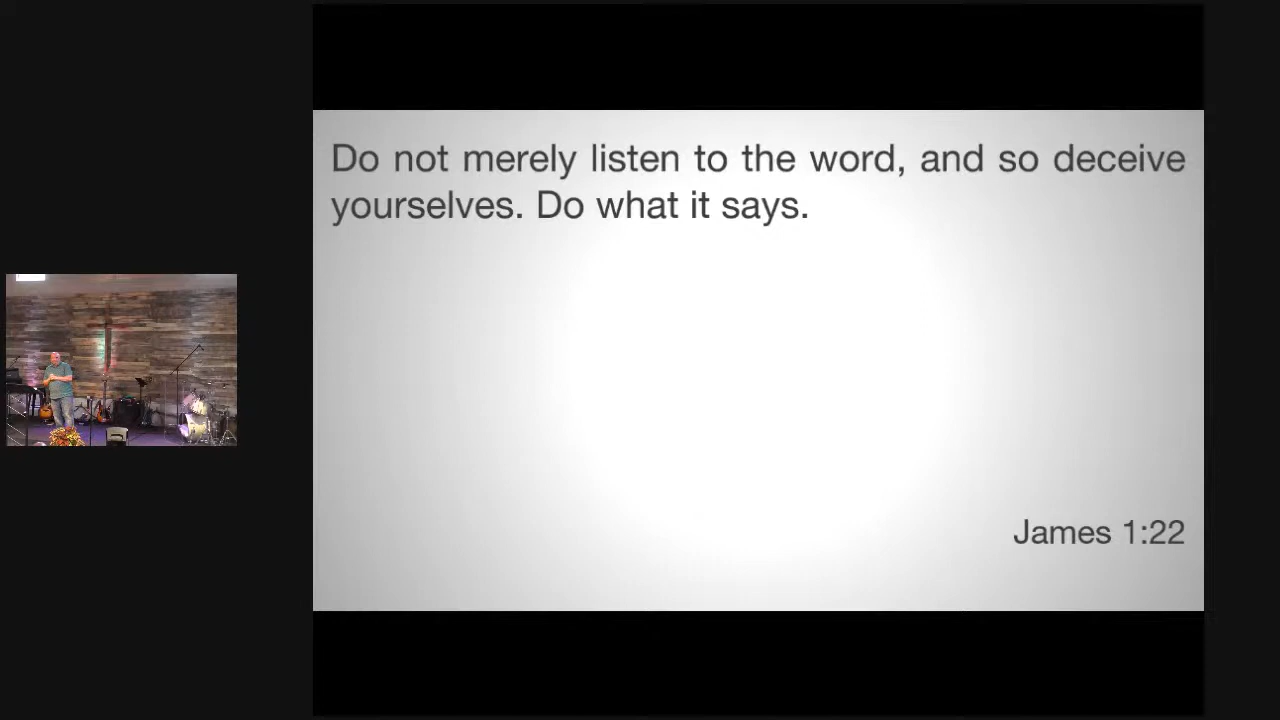 Do not merely listen to the word, and so deceive
yourselves. Do what it says.
James 1:22